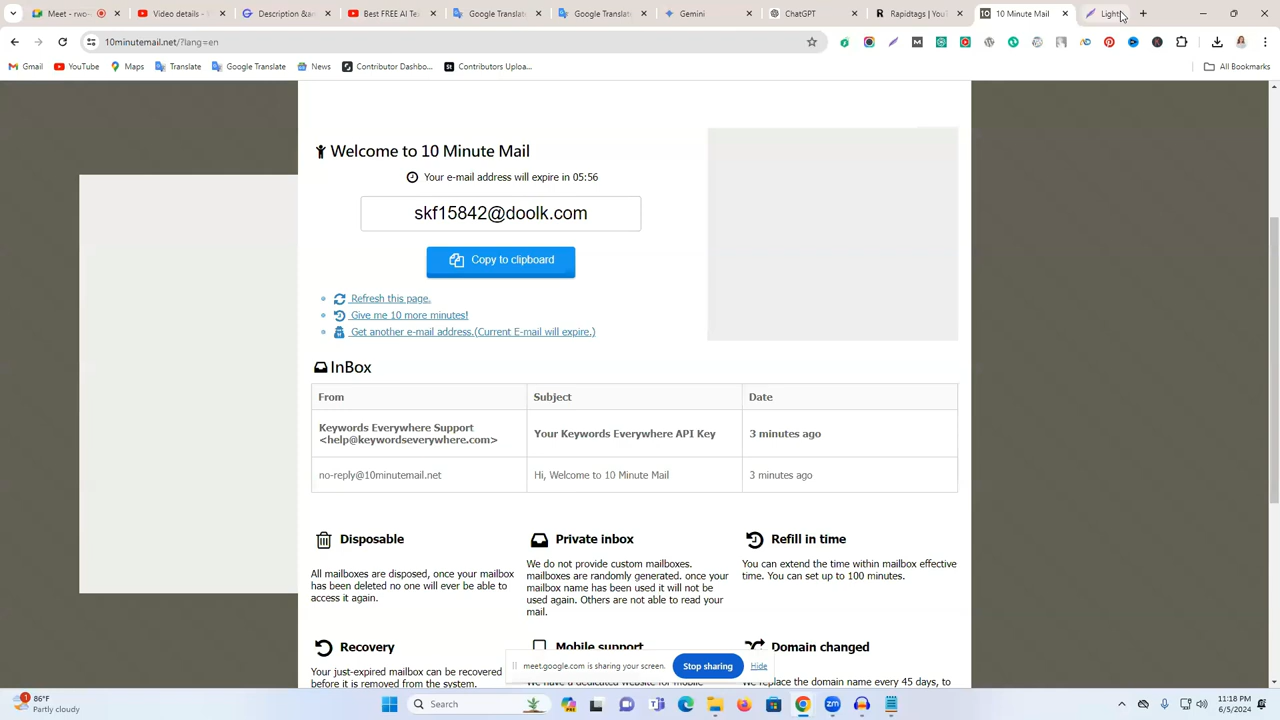 Meet - rwo
Video details -
Description &
Best FREE AI Te
Google Translate
Google Translate
Gemini
ChatGPT
Rapidtags | You
10 Minute Mail
Light
10minutemail.net/?lang=en
Gmail
YouTube
Maps
Translate
Google Translate
News
Contributor Dashbo...
Contributors Uploa...
All Bookmarks
Welcome to 10 Minute Mail
Your e-mail address will expire in 05:56
skf15842@doolk.com
Copy to clipboard
Refresh this page.
Give me 10 more minutes!
Get another e-mail address.(Current E-mail will expire.)
InBox
From Subject Date
Keywords Everywhere Support
<help@keywordseverywhere.com>
Your Keywords Everywhere API Key
3 minutes ago
no-reply@10minutemail.net
Hi, Welcome to 10 Minute Mail
3 minutes ago
Disposable
All mailboxes are disposed, once your mailbox
has been deleted no one will ever be able to
access it again.
Private inbox
We do not provide custom mailboxes.
mailboxes are randomly generated. once your
mailbox name has been used it will not be
used again. Others are not able to read your
mail.
Refill in time
You can extend the time within mailbox effective
time. You can set up to 100 minutes.
Recovery
Your just-expired mailbox can be recovered
before it is removed from the system.
Mobile support
We have a dedicated website for mobile
Domain changed
We replace the domain name every 45 days, to
meet.google.com is sharing your screen.
Stop sharing
Hide
1
86°F
Partly cloudy
Search
11:18 PM
6/5/2024